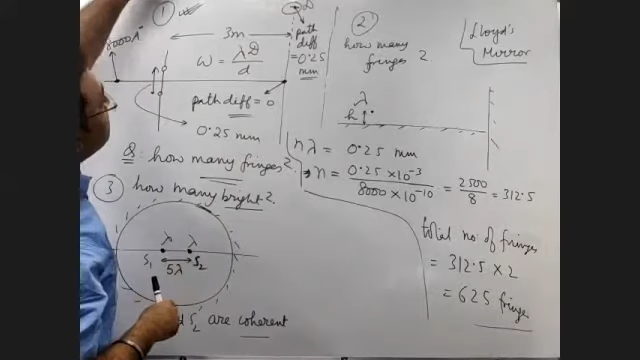 1
8000 A°
3m
D
path
diff
=0.25
mm
ω = λD/d
path diff = 0
0.25 mm
Q: how many fringes?
2
how many
fringes ?
Lloyd's
Mirror
λ
h
nλ = 0.25 mm
n = 0.25 × 10⁻³ / 8000 × 10⁻¹⁰ = 2500/8 = 312.5
total no. of fringes
= 312.5 × 2
= 625 fringes
3 how many bright?
λ λ
S₁ S₂
5λ
S₂ are coherent